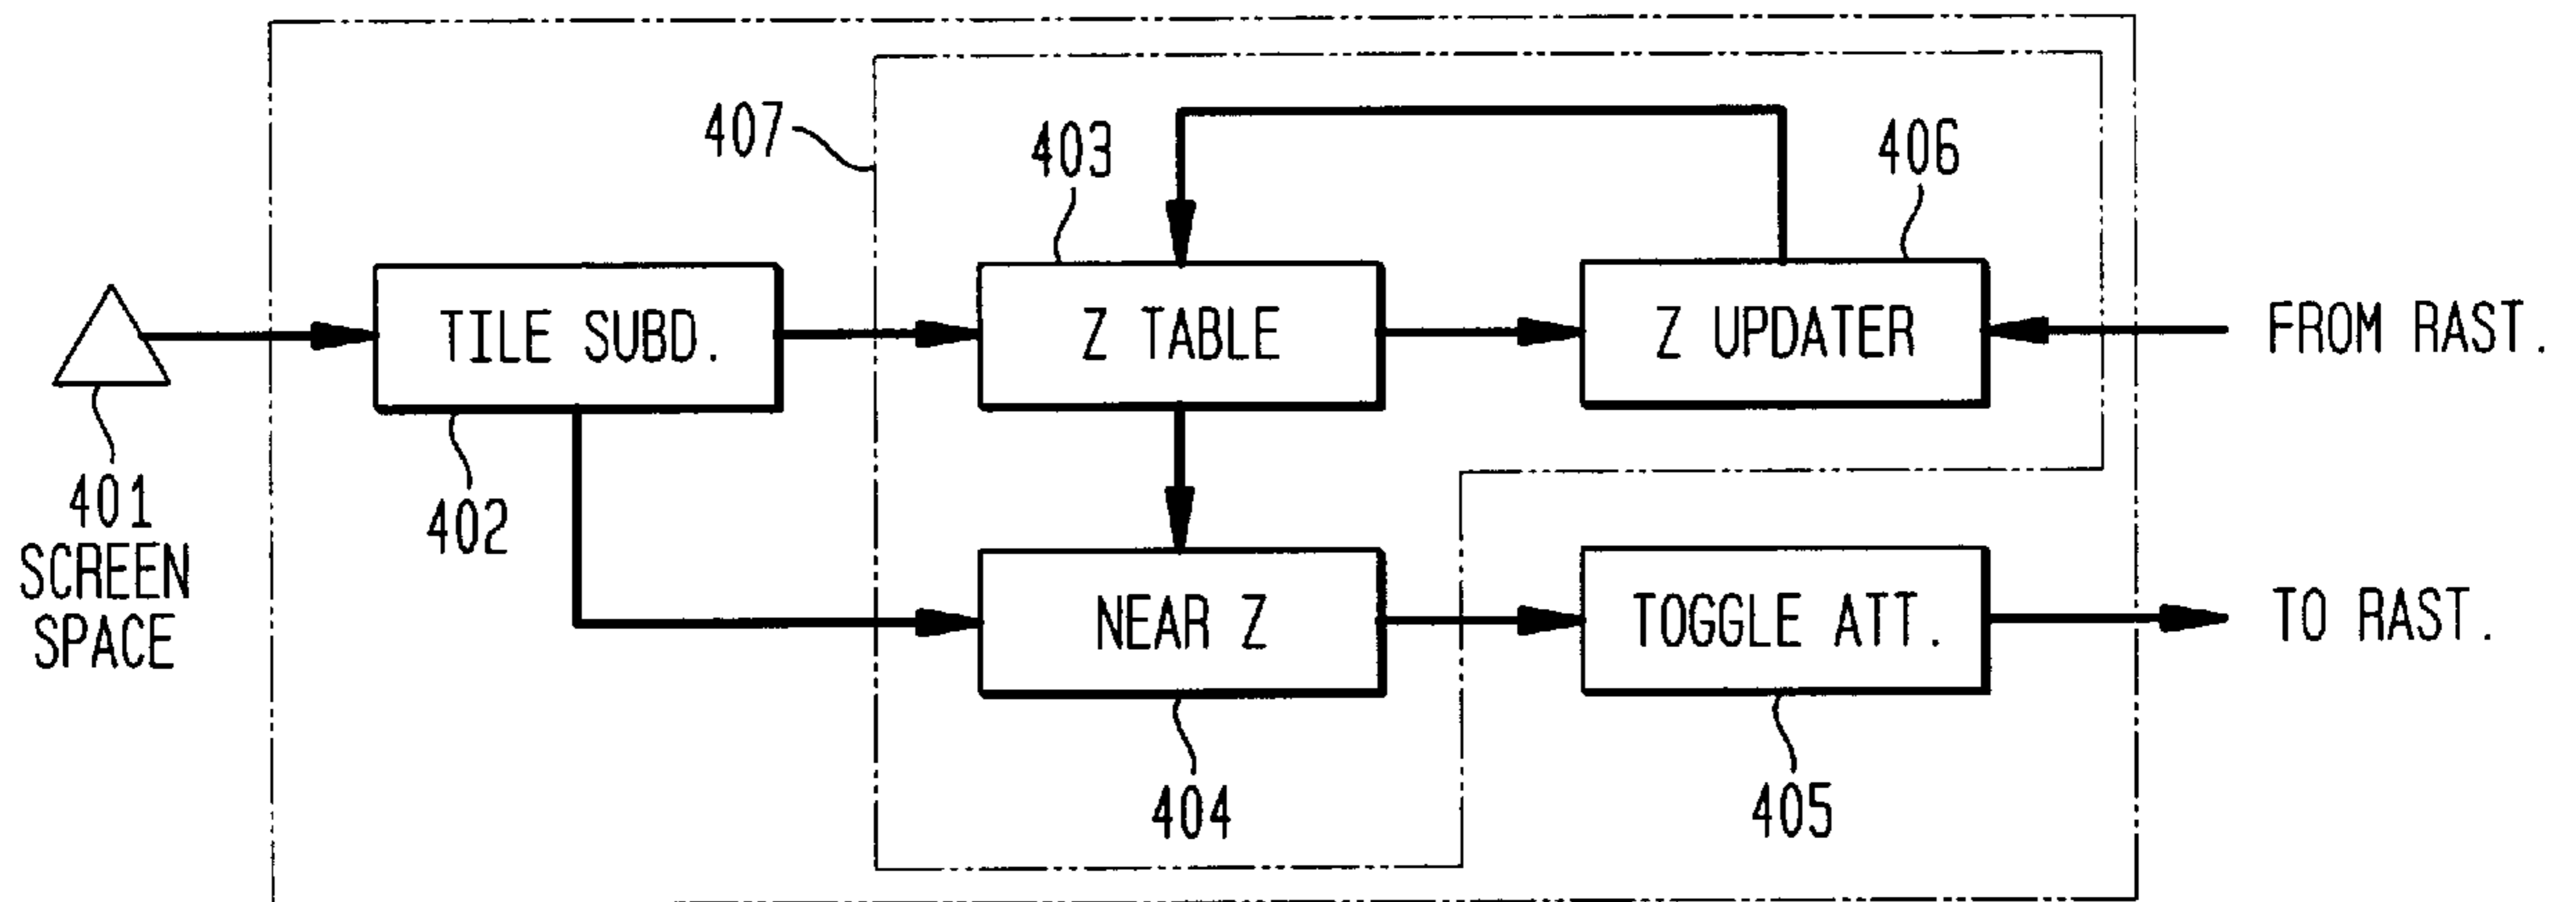 407
403
406
TILE SUBD.
Z TABLE
Z UPDATER
FROM RAST.
401
SCREEN
SPACE
402
NEAR Z
TOGGLE ATT.
TO RAST.
404
405